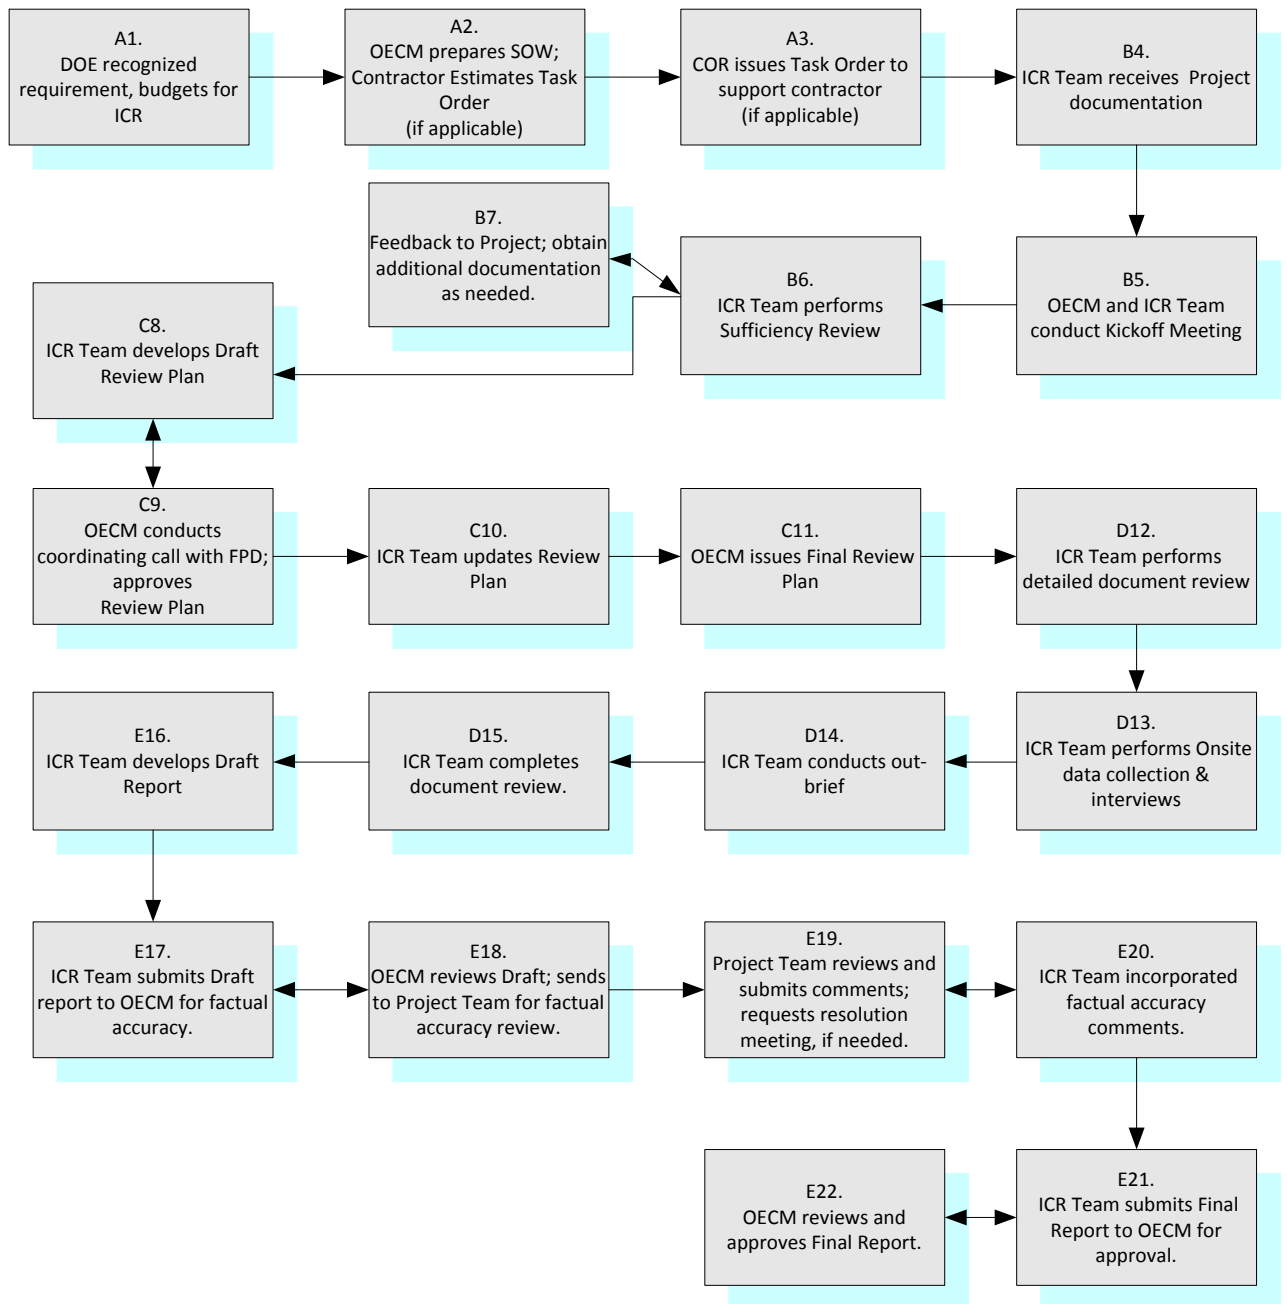 A1.
DOE recognized
requirement, budgets for
ICR
A2.
OECM prepares SOW;
Contractor Estimates Task
Order
(if applicable)
A3.
COR issues Task Order to
support contractor
(if applicable)
B4.
ICR Team receives Project
documentation
B7.
Feedback to Project; obtain
additional documentation
as needed.
B6.
ICR Team performs
Sufficiency Review
B5.
OECM and ICR Team
conduct Kickoff Meeting
C8.
ICR Team develops Draft
Review Plan
C9.
OECM conducts
coordinating call with FPD;
approves
Review Plan
C10.
ICR Team updates Review
Plan
C11.
OECM issues Final Review
Plan
D12.
ICR Team performs
detailed document review
E16.
ICR Team develops Draft
Report
D15.
ICR Team completes
document review.
D14.
ICR Team conducts out-
brief
D13.
ICR Team performs Onsite
data collection &
interviews
E17.
ICR Team submits Draft
report to OECM for factual
accuracy.
E18.
OECM reviews Draft; sends
to Project Team for factual
accuracy review.
E19.
Project Team reviews and
submits comments;
requests resolution
meeting, if needed.
E20.
ICR Team incorporated
factual accuracy
comments.
E22.
OECM reviews and
approves Final Report.
E21.
ICR Team submits Final
Report to OECM for
approval.